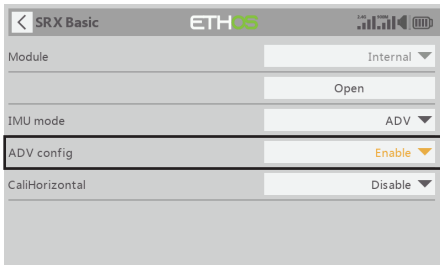 SRX Basic
ETHOS
Module Internal
Open
IMU mode ADV
ADV config Enable
CaliHorizontal Disable